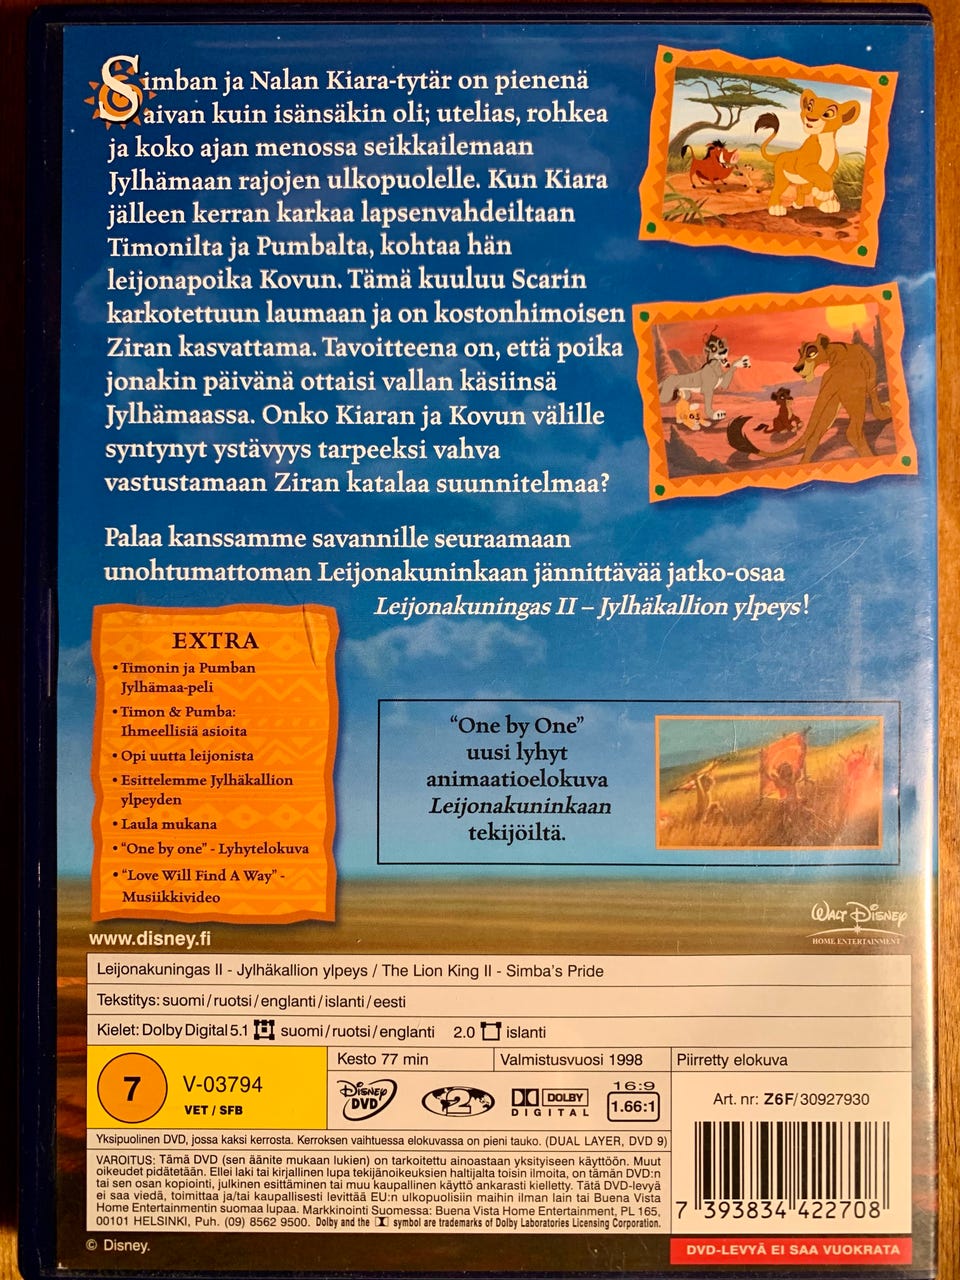 Simban ja Nalan Kiara-tytär on pienenä
aivan kuin isänsäkin oli; utelias, rohkea
ja koko ajan menossa seikkailemaan
Jylhämaan rajojen ulkopuolelle. Kun Kiara
jälleen kerran karkaa lapsenvahdeiltaan
Timonilta ja Pumbalta, kohtaa hän
leijonapoika Kovun. Tämä kuuluu Scarin
karkotettuun laumaan ja on kostonhimoisen
Ziran kasvattama. Tavoitteena on, että poika
jonakin päivänä ottaisi vallan käsiinsä
Jylhämaassa. Onko Kiaran ja Kovun välille
syntynyt ystävyys tarpeeksi vahva
vastustamaan Ziran katalaa suunnitelmaa?
Palaa kanssamme savannille seuraamaan
unohtumattoman Leijonakuninkaan jännittävää jatko-osaa
Leijonakuningas II – Jylhäkallion ylpeys!
EXTRA
• Timonin ja Pumban
Jylhämaa-peli
• Timon & Pumba:
Ihmeellisiä asioita
• Opi uutta leijonista
• Esittelemme Jylhäkallion
ylpeyden
• Laula mukana
• “One by one” - Lyhytelokuva
• “Love Will Find A Way” -
Musiikkivideo
“One by One”
uusi lyhyt
animaatioelokuva
Leijonakuninkaan
tekijöiltä.
www.disney.fi
WALT DISNEY
HOME ENTERTAINMENT
Leijonakuningas II - Jylhäkallion ylpeys / The Lion King II - Simba's Pride
Tekstitys: suomi / ruotsi / englanti / islanti / eesti
Kielet: Dolby Digital 5.1 suomi / ruotsi / englanti 2.0 islanti
7 V-03794
VET / SFB
Kesto 77 min
Valmistusvuosi 1998
Piirretty elokuva
DISNEY DVD
2
DOLBY
DIGITAL
16:9
1.66:1
Art. nr: Z6F/30927930
Yksipuolinen DVD, jossa kaksi kerrosta. Kerroksen vaihtuessa elokuvassa on pieni tauko. (DUAL LAYER, DVD 9)
VAROITUS: Tämä DVD (sen äänite mukaan lukien) on tarkoitettu ainoastaan yksityiseen käyttöön. Muut
oikeudet pidätetään. Ellei laki tai kirjallinen lupa tekijänoikeuksien haltijalta toisin ilmoita, on tämän DVD:n
tai sen osan kopiointi, julkinen esittäminen tai muu kaupallinen käyttö ankarasti kielletty. Tätä DVD-levyä
ei saa viedä, toimittaa ja/tai kaupallisesti levittää EU:n ulkopuolisiin maihin ilman lain tai Buena Vista
Home Entertainmentin suomaa lupaa. Markkinointi Suomessa: Buena Vista Home Entertainment, PL 165,
00101 HELSINKI, Puh. (09) 8562 9500. Dolby and the symbol are trademarks of Dolby Laboratories Licensing Corporation.
7 393834 422708
© Disney.
DVD-LEVYÄ EI SAA VUOKRATA